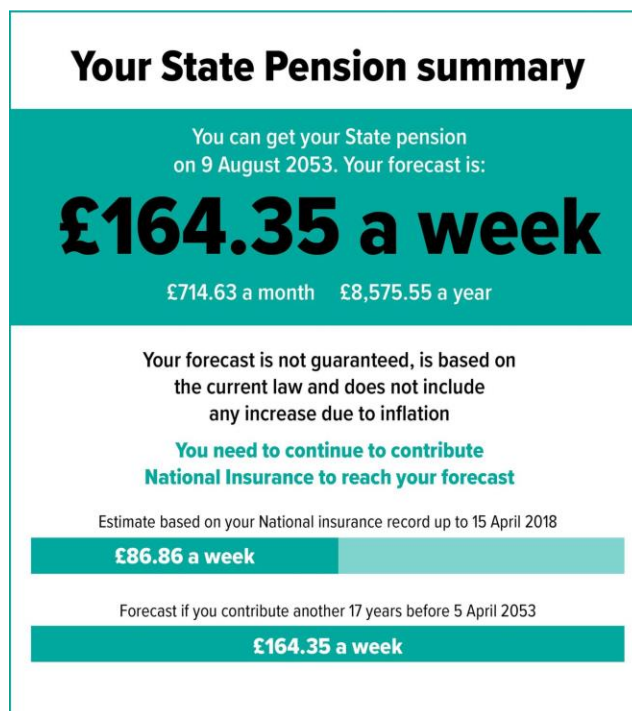 Your State Pension summary
You can get your State pension
on 9 August 2053. Your forecast is:
£164.35 a week
£714.63 a month £8,575.55 a year
Your forecast is not guaranteed, is based on
the current law and does not include
any increase due to inflation
You need to continue to contribute
National Insurance to reach your forecast
Estimate based on your National insurance record up to 15 April 2018
£86.86 a week
Forecast if you contribute another 17 years before 5 April 2053
£164.35 a week